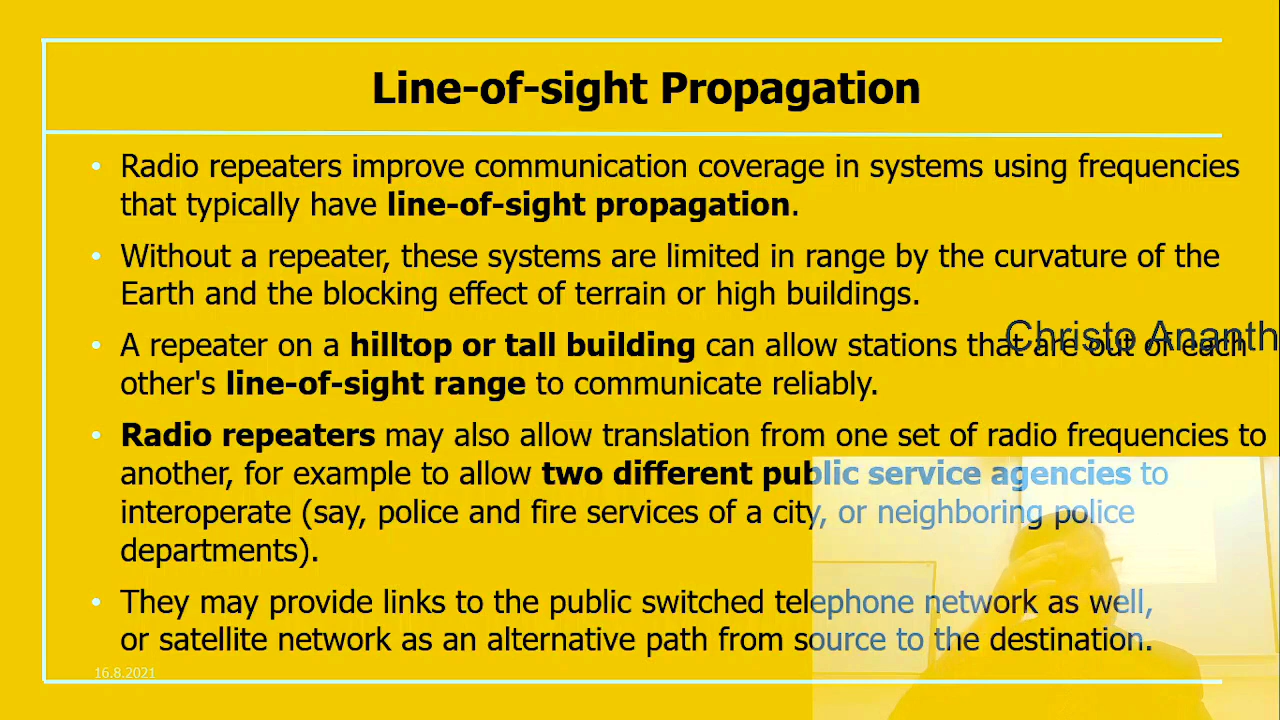 Line-of-sight Propagation
• Radio repeaters improve communication coverage in systems using frequencies
that typically have line-of-sight propagation.
• Without a repeater, these systems are limited in range by the curvature of the
Earth and the blocking effect of terrain or high buildings.
Christo Ananth
• A repeater on a hilltop or tall building can allow stations that are out of each
other's line-of-sight range to communicate reliably.
• Radio repeaters may also allow translation from one set of radio frequencies to
another, for example to allow two different public service agencies to
interoperate (say, police and fire services of a city, or neighboring police
departments).
• They may provide links to the public switched telephone network as well,
or satellite network as an alternative path from source to the destination.
16.8.2021